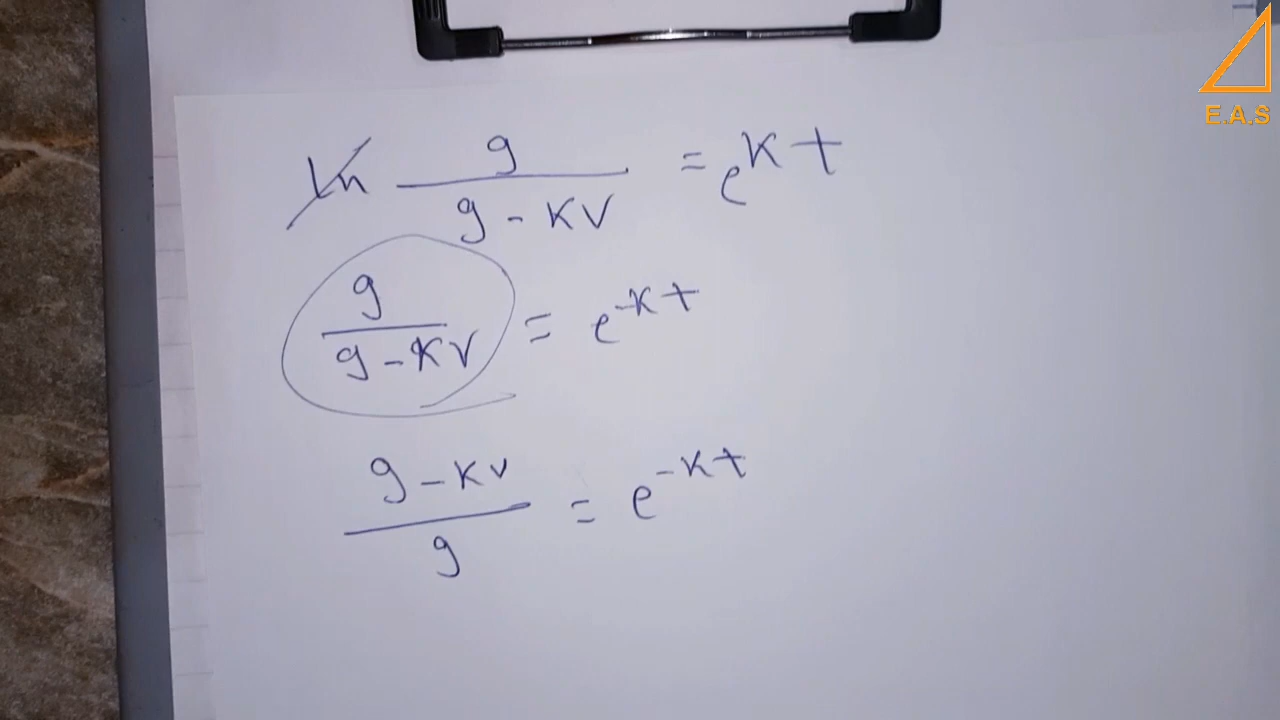 E.A.S
ln g/(g - KV) = e^Kt
g/(g - KV) = e^-Kt
(g - KV)/g = e^-Kt